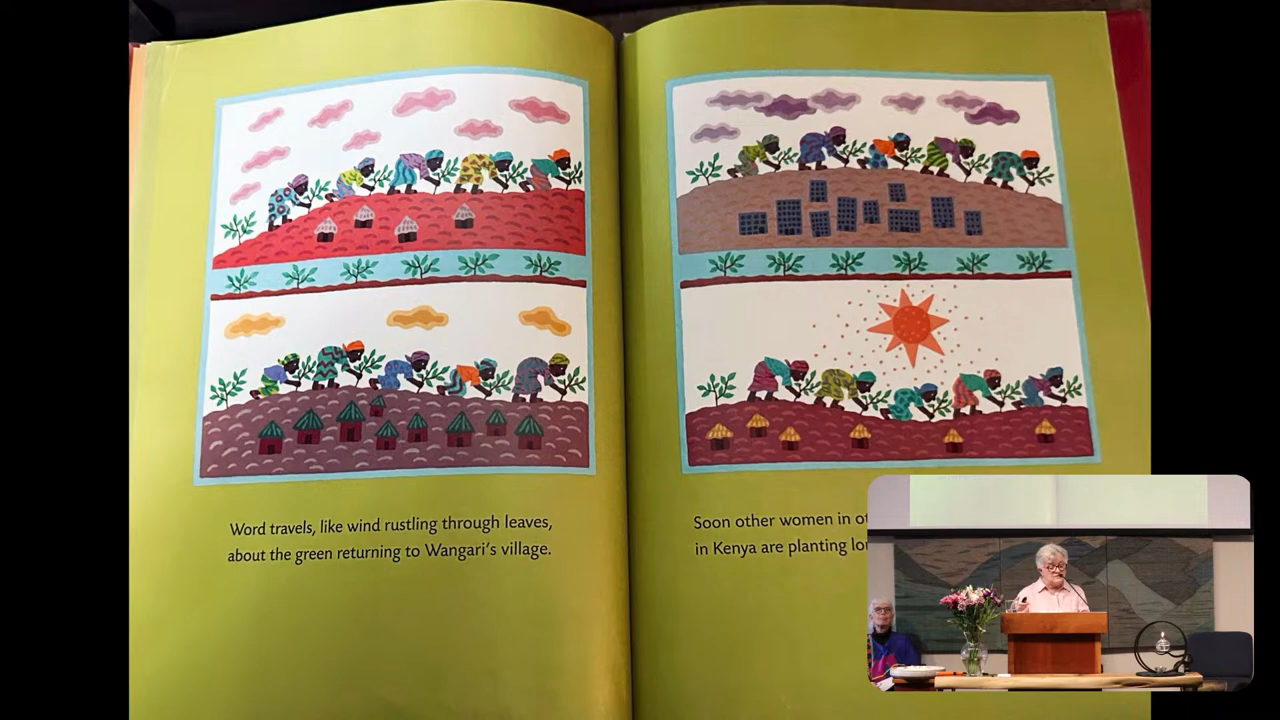 Word travels, like wind rustling through leaves,
about the green returning to Wangari's village.
Soon other women in
in Kenya are planting